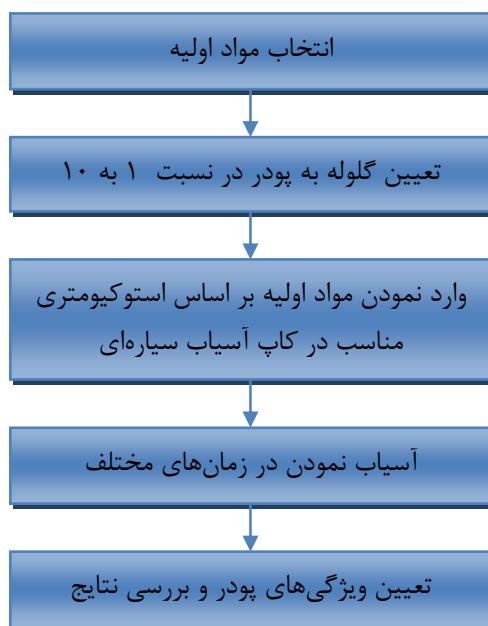 انتخاب مواد اولیه
تعیین گلوله به پودر در نسبت ۱ به ۱۰
وارد نمودن مواد اولیه بر اساس استوکیومتری
مناسب در کاپ آسیاب سیاره‌ای
آسیاب نمودن در زمان‌های مختلف
تعیین ویژگی‌های پودر و بررسی نتایج